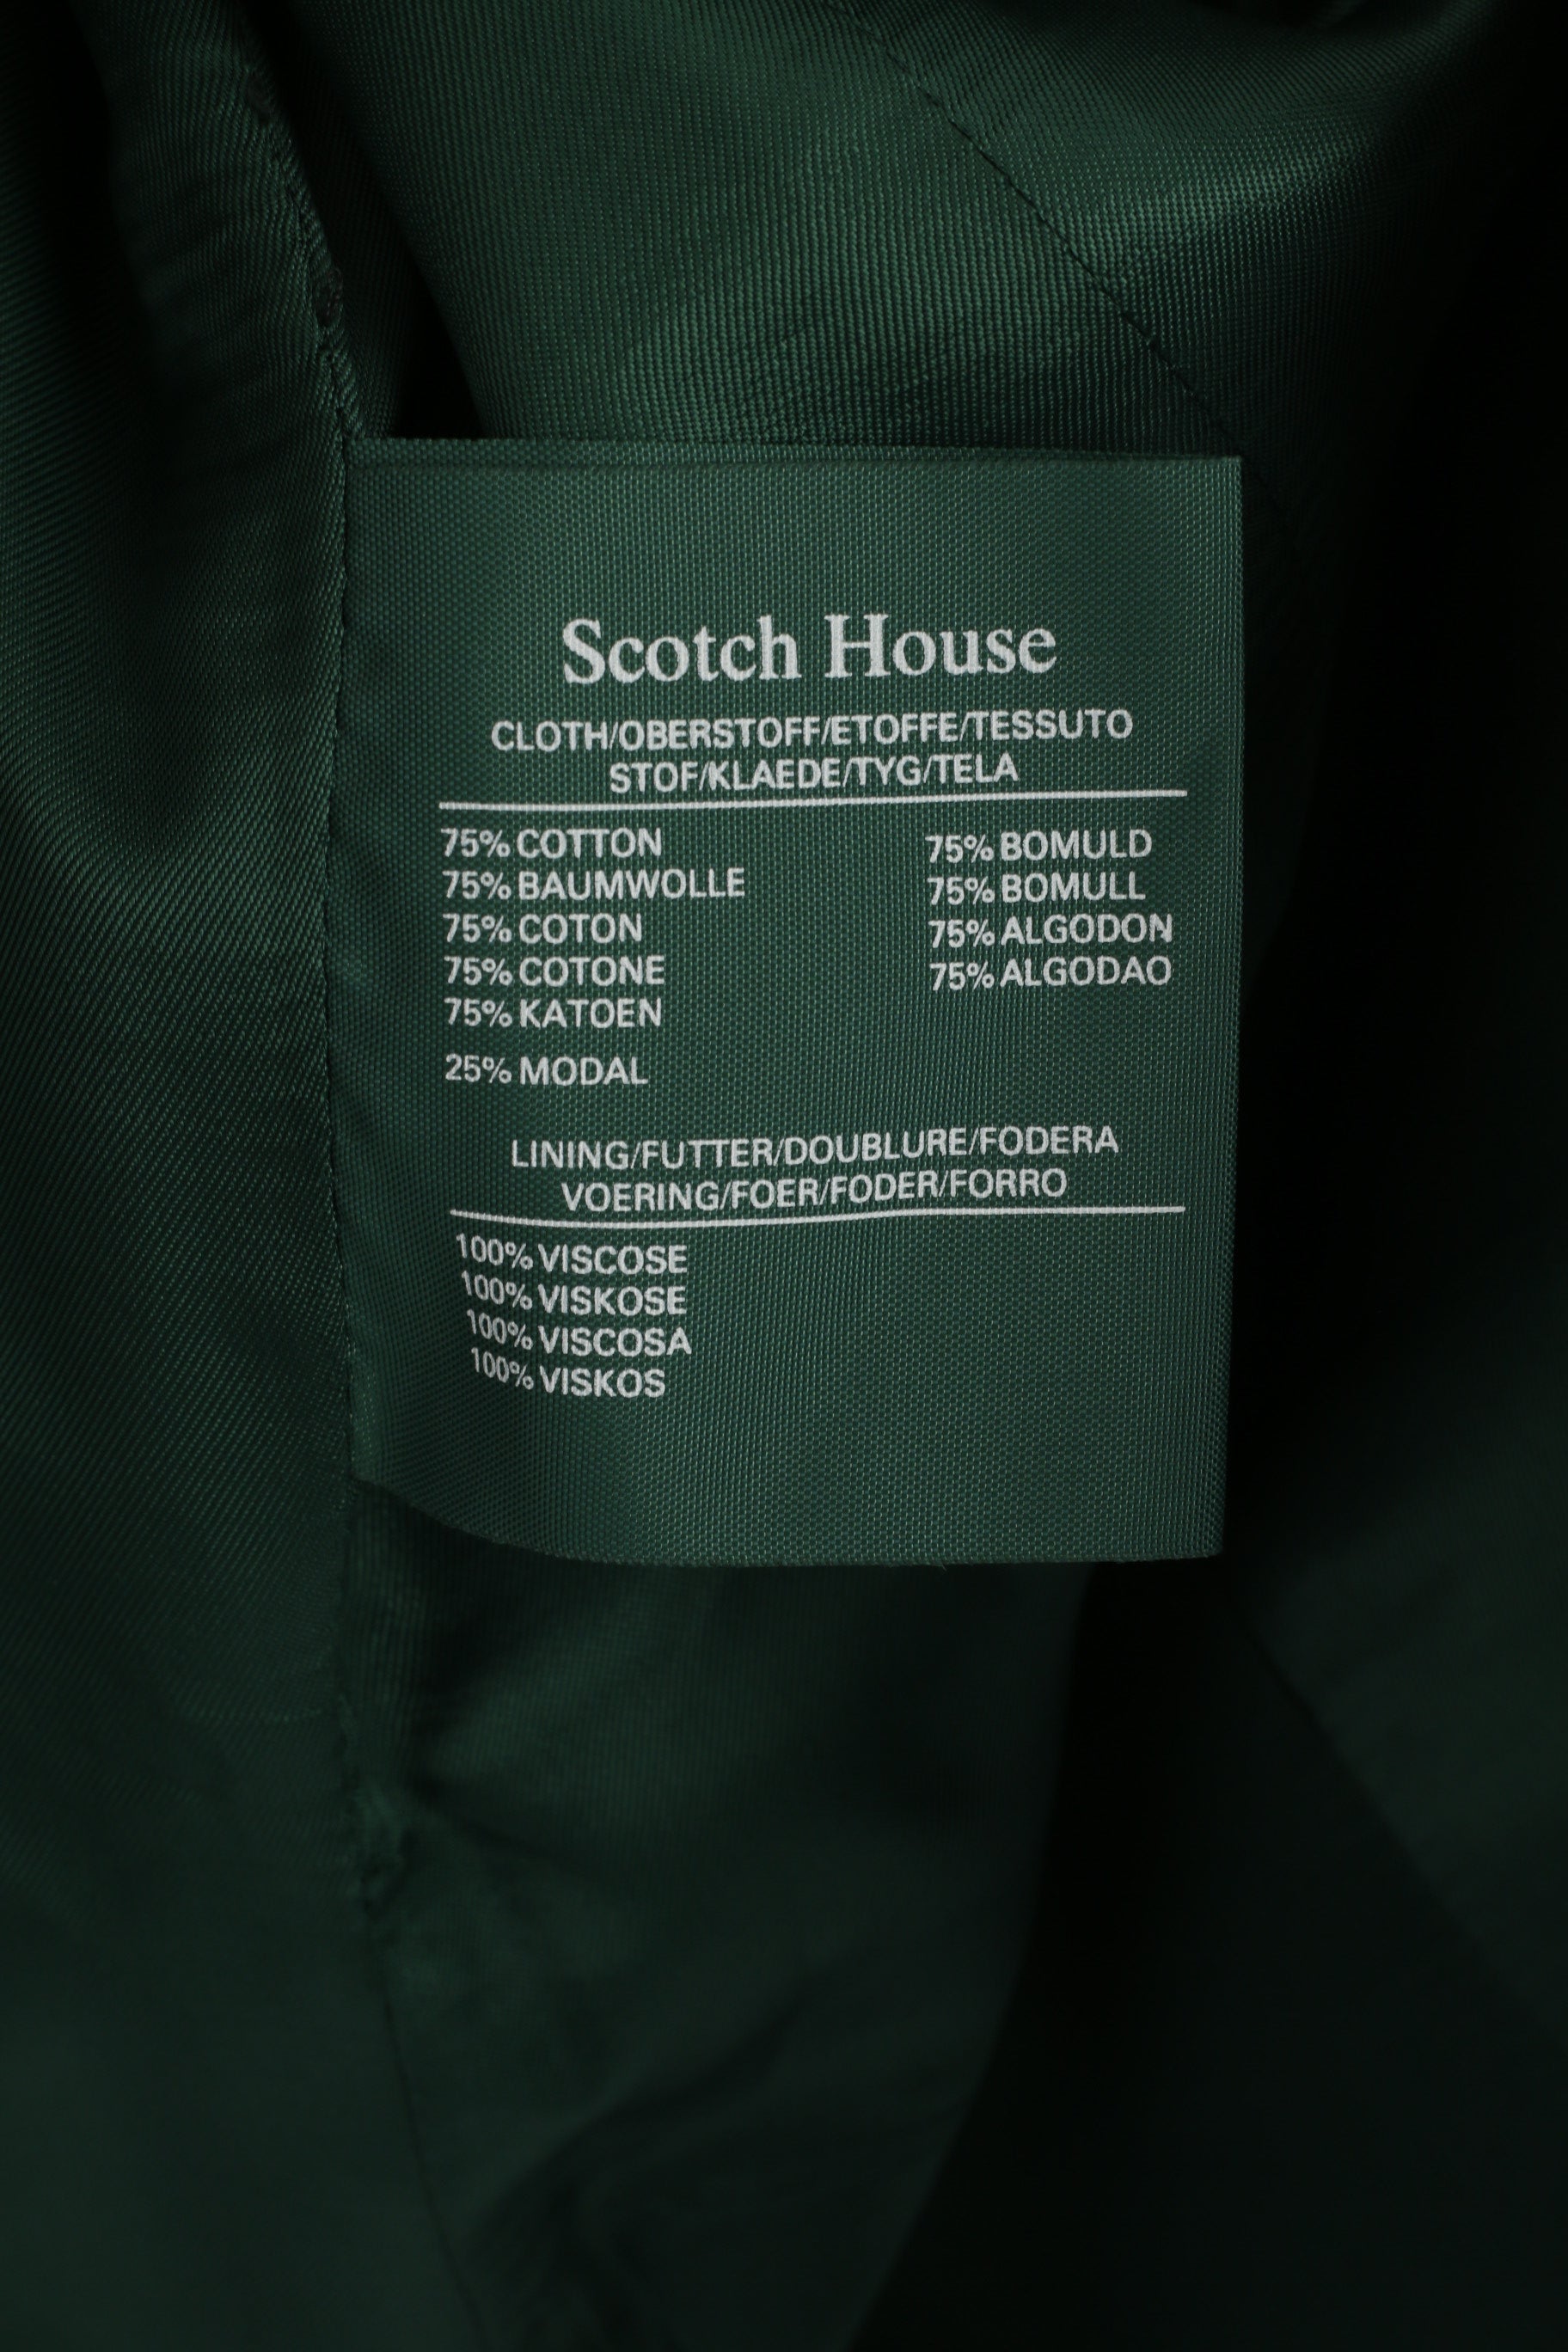 Scotch House
CLOTH/OBERSTOFF/ETOFFE/TESSUTO
STOF/KLAEDE/TYG/TELA
75% COTTON
75% BAUMWOLLE
75% COTON
75% COTONE
75% KATOEN
25% MODAL
75% BOMULD
75% BOMULL
75% ALGODON
75% ALGODAO
LINING/FUTTER/DOUBLURE/FODERA
VOERING/FOER/FODER/FORRO
100% VISCOSE
100% VISKOSE
100% VISCOSA
100% VISKOS